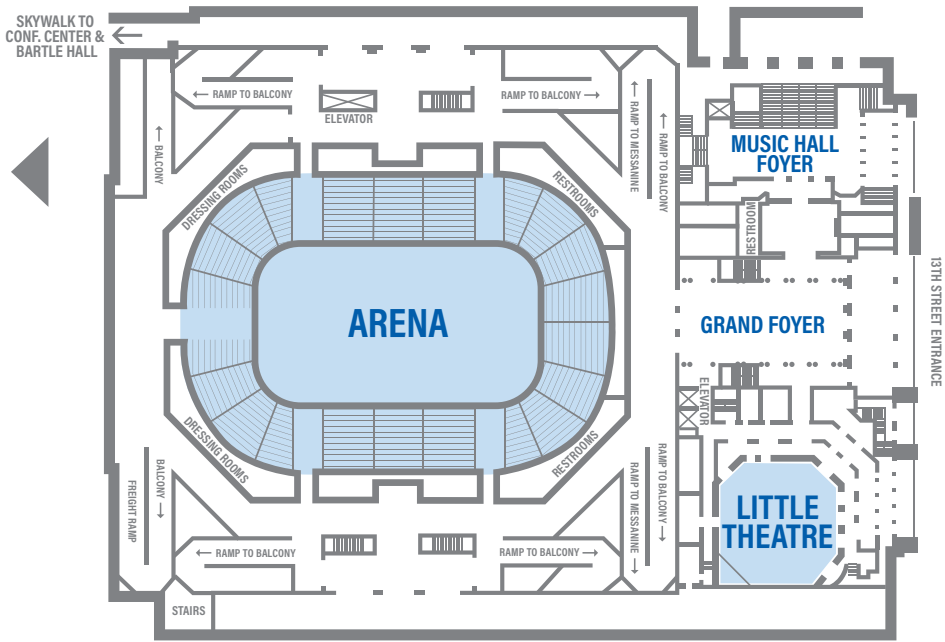 SKYWALK TO
CONF. CENTER &
BARTLE HALL
RAMP TO BALCONY
ELEVATOR
RAMP TO BALCONY
RAMP TO MESSANINE
RAMP TO BALCONY
BALCONY
DRESSING ROOMS
RESTROOMS
MUSIC HALL
FOYER
RESTROOM
ARENA
GRAND FOYER
13TH STREET ENTRANCE
ELEVATOR
DRESSING ROOMS
RESTROOMS
BALCONY
FREIGHT RAMP
RAMP TO MESSANINE
RAMP TO BALCONY
LITTLE
THEATRE
RAMP TO BALCONY
RAMP TO BALCONY
STAIRS